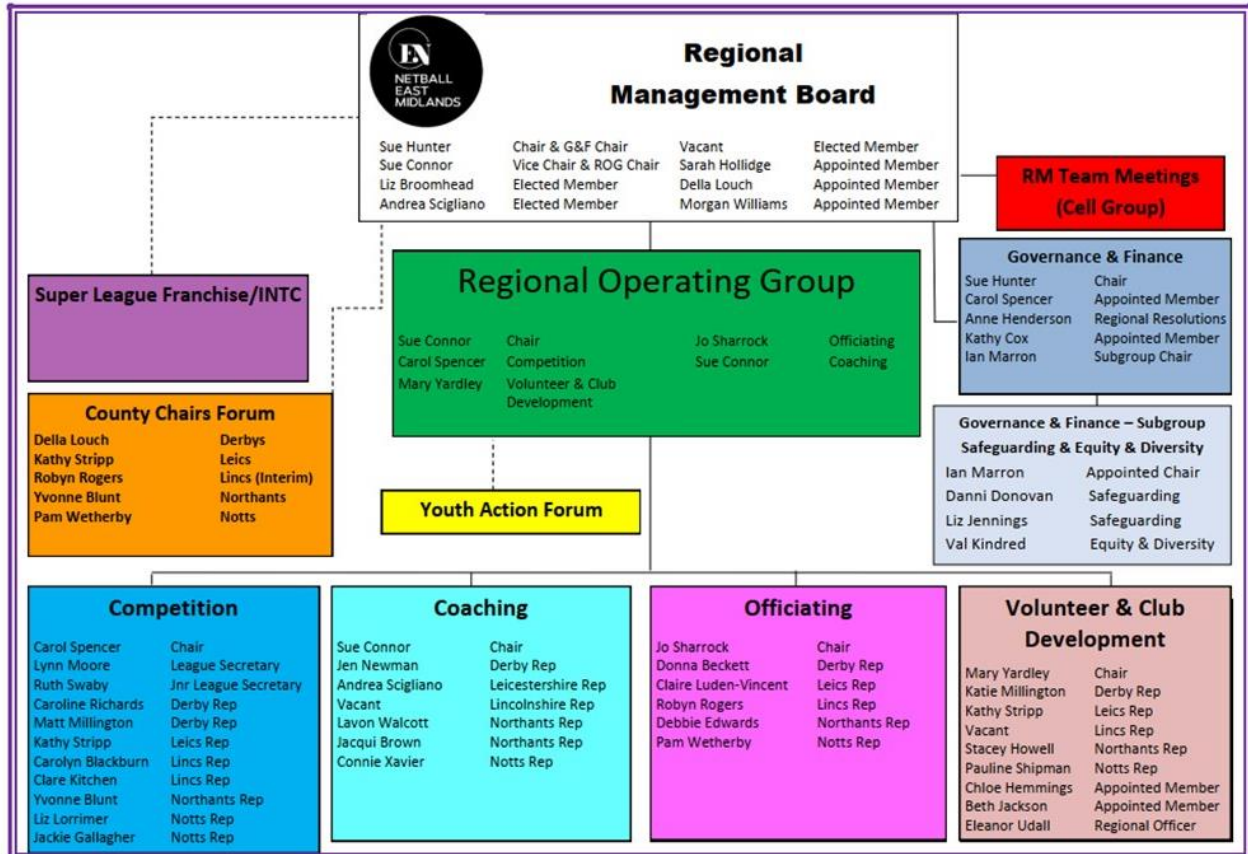 EN
NETBALL
EAST
MIDLANDS
Regional
Management Board
Sue Hunter Chair & G&F Chair Vacant Elected Member
Sue Connor Vice Chair & ROG Chair Sarah Hollidge Appointed Member
Liz Broomhead Elected Member Della Louch Appointed Member
Andrea Scigliano Elected Member Morgan Williams Appointed Member
RM Team Meetings
(Cell Group)
Super League Franchise/INTC
Regional Operating Group
Sue Connor Chair Jo Sharrock Officiating
Carol Spencer Competition Sue Connor Coaching
Mary Yardley Volunteer & Club
Development
Governance & Finance
Sue Hunter Chair
Carol Spencer Appointed Member
Anne Henderson Regional Resolutions
Kathy Cox Appointed Member
Ian Marron Subgroup Chair
County Chairs Forum
Della Louch Derbys
Kathy Stripp Leics
Robyn Rogers Lincs (Interim)
Yvonne Blunt Northants
Pam Wetherby Notts
Youth Action Forum
Governance & Finance – Subgroup
Safeguarding & Equity & Diversity
Ian Marron Appointed Chair
Danni Donovan Safeguarding
Liz Jennings Safeguarding
Val Kindred Equity & Diversity
Competition
Carol Spencer Chair
Lynn Moore League Secretary
Ruth Swaby Jnr League Secretary
Caroline Richards Derby Rep
Matt Millington Derby Rep
Kathy Stripp Leics Rep
Carolyn Blackburn Lincs Rep
Clare Kitchen Lincs Rep
Yvonne Blunt Northants Rep
Liz Lorrimer Notts Rep
Jackie Gallagher Notts Rep
Coaching
Sue Connor Chair
Jen Newman Derby Rep
Andrea Scigliano Leicestershire Rep
Vacant Lincolnshire Rep
Lavon Walcott Northants Rep
Jacqui Brown Northants Rep
Connie Xavier Notts Rep
Officiating
Jo Sharrock Chair
Donna Beckett Derby Rep
Claire Luden-Vincent Leics Rep
Robyn Rogers Lincs Rep
Debbie Edwards Northants Rep
Pam Wetherby Notts Rep
Volunteer & Club
Development
Mary Yardley Chair
Katie Millington Derby Rep
Kathy Stripp Leics Rep
Vacant Lincs Rep
Stacey Howell Northants Rep
Pauline Shipman Notts Rep
Chloe Hemmings Appointed Member
Beth Jackson Appointed Member
Eleanor Udall Regional Officer